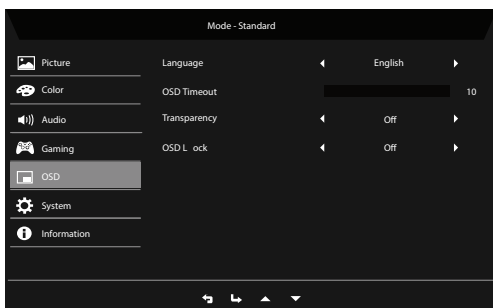 Mode - Standard
Picture
Language English
Color
OSD Timeout 10
Audio
Transparency Off
Gaming
OSD L ock Off
OSD
System
Information